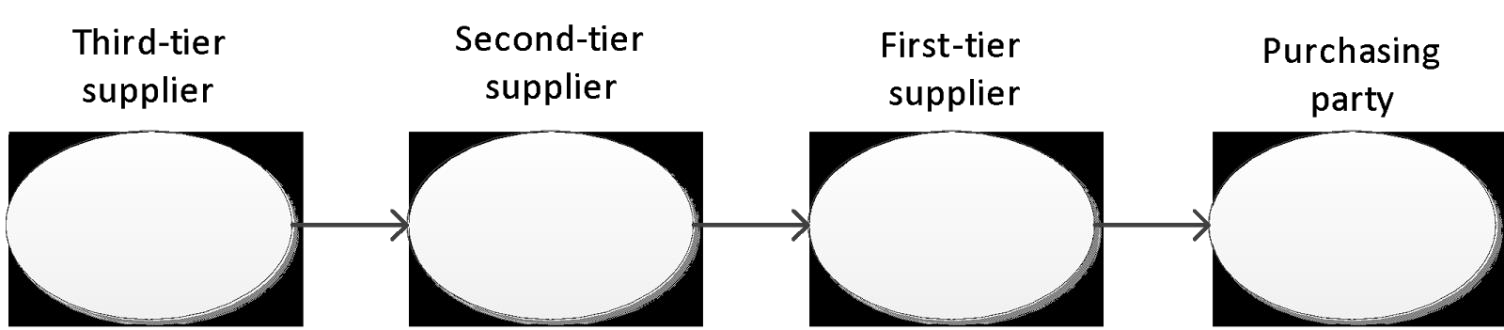 Third-tier
supplier
Second-tier
supplier
First-tier
supplier
Purchasing
party